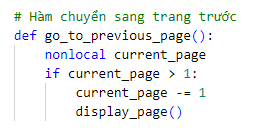 # Hàm chuyển sang trang trước
def go_to_previous_page():
    nonlocal current_page
    if current_page > 1:
        current_page -= 1
        display_page()